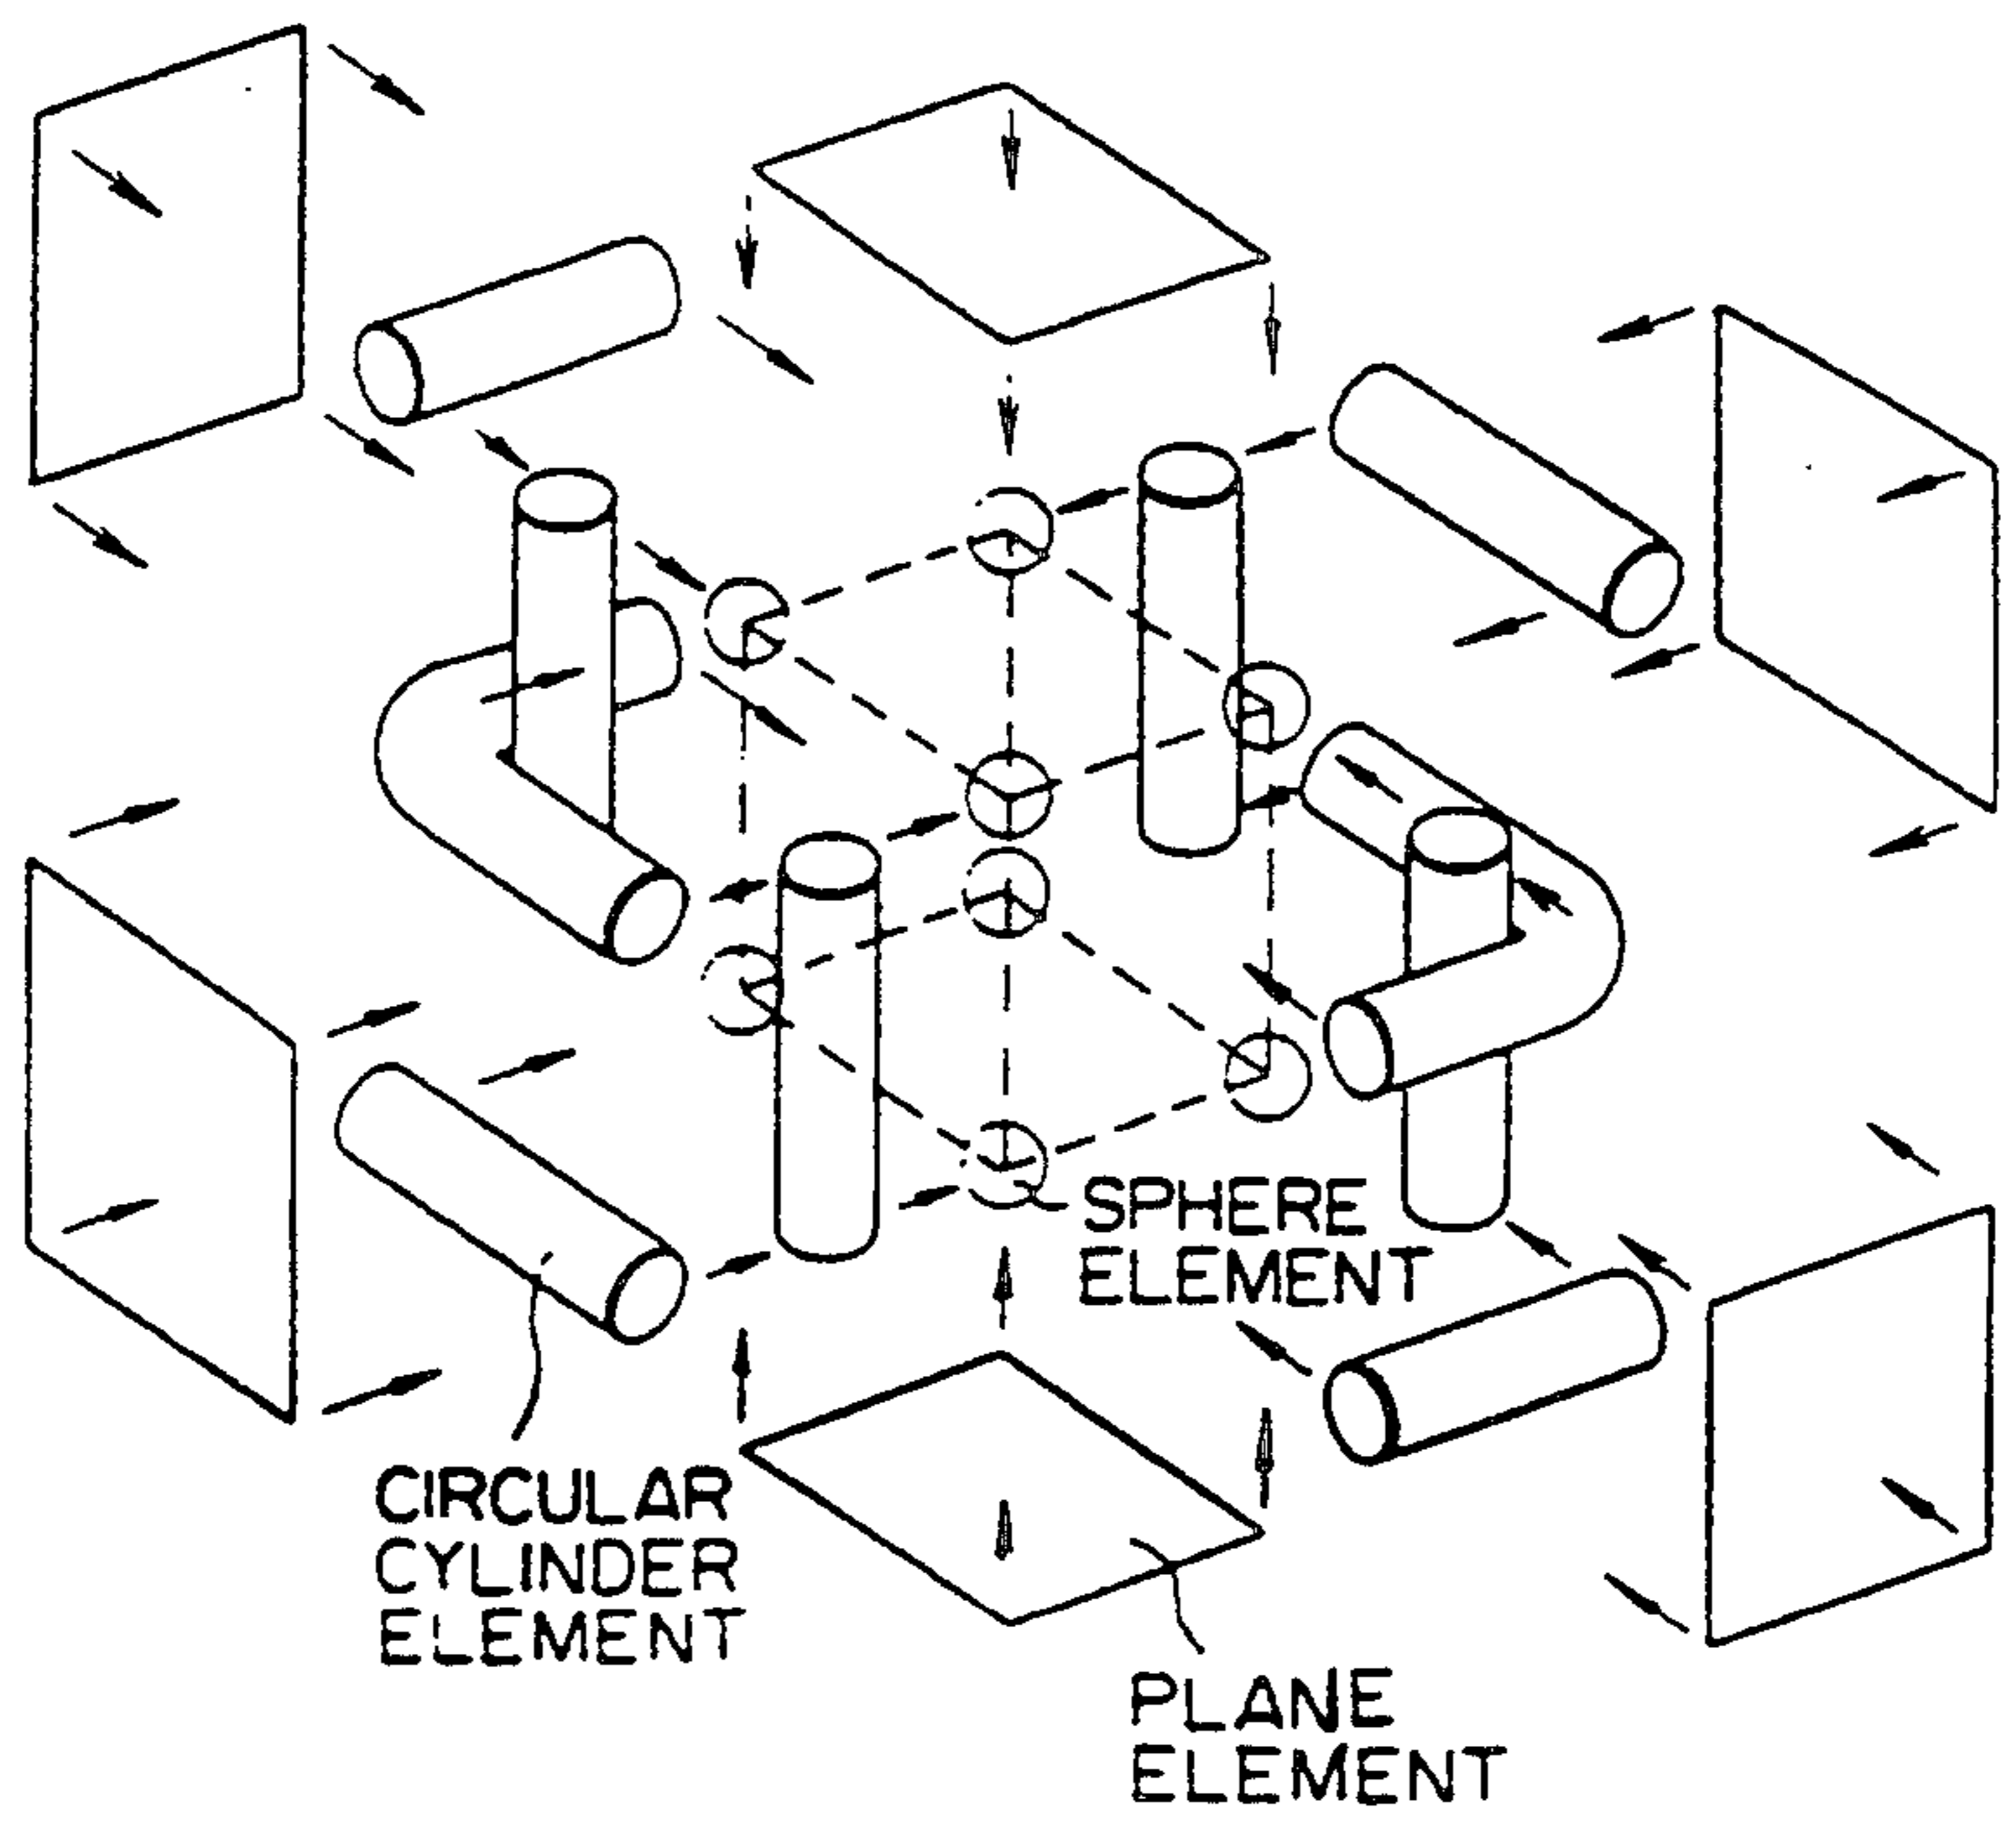 SPHERE
ELEMENT
CIRCULAR
CYLINDER
ELEMENT
PLANE
ELEMENT